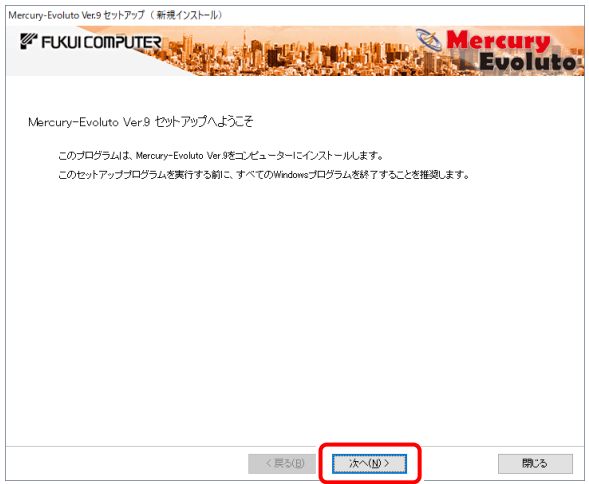 Mercury-Evoluto Ver.9 セットアップ（ 新規インストール）
FUKUI COMPUTER
Mercury
Evoluto
Mercury-Evoluto Ver.9 セットアップへようこそ
このプログラムは、Mercury-Evoluto Ver.9をコンピューターにインストールします。
このセットアッププログラムを実行する前に、すべてのWindowsプログラムを終了することを推奨します。
< 戻る(B)
次へ(N) >
閉じる